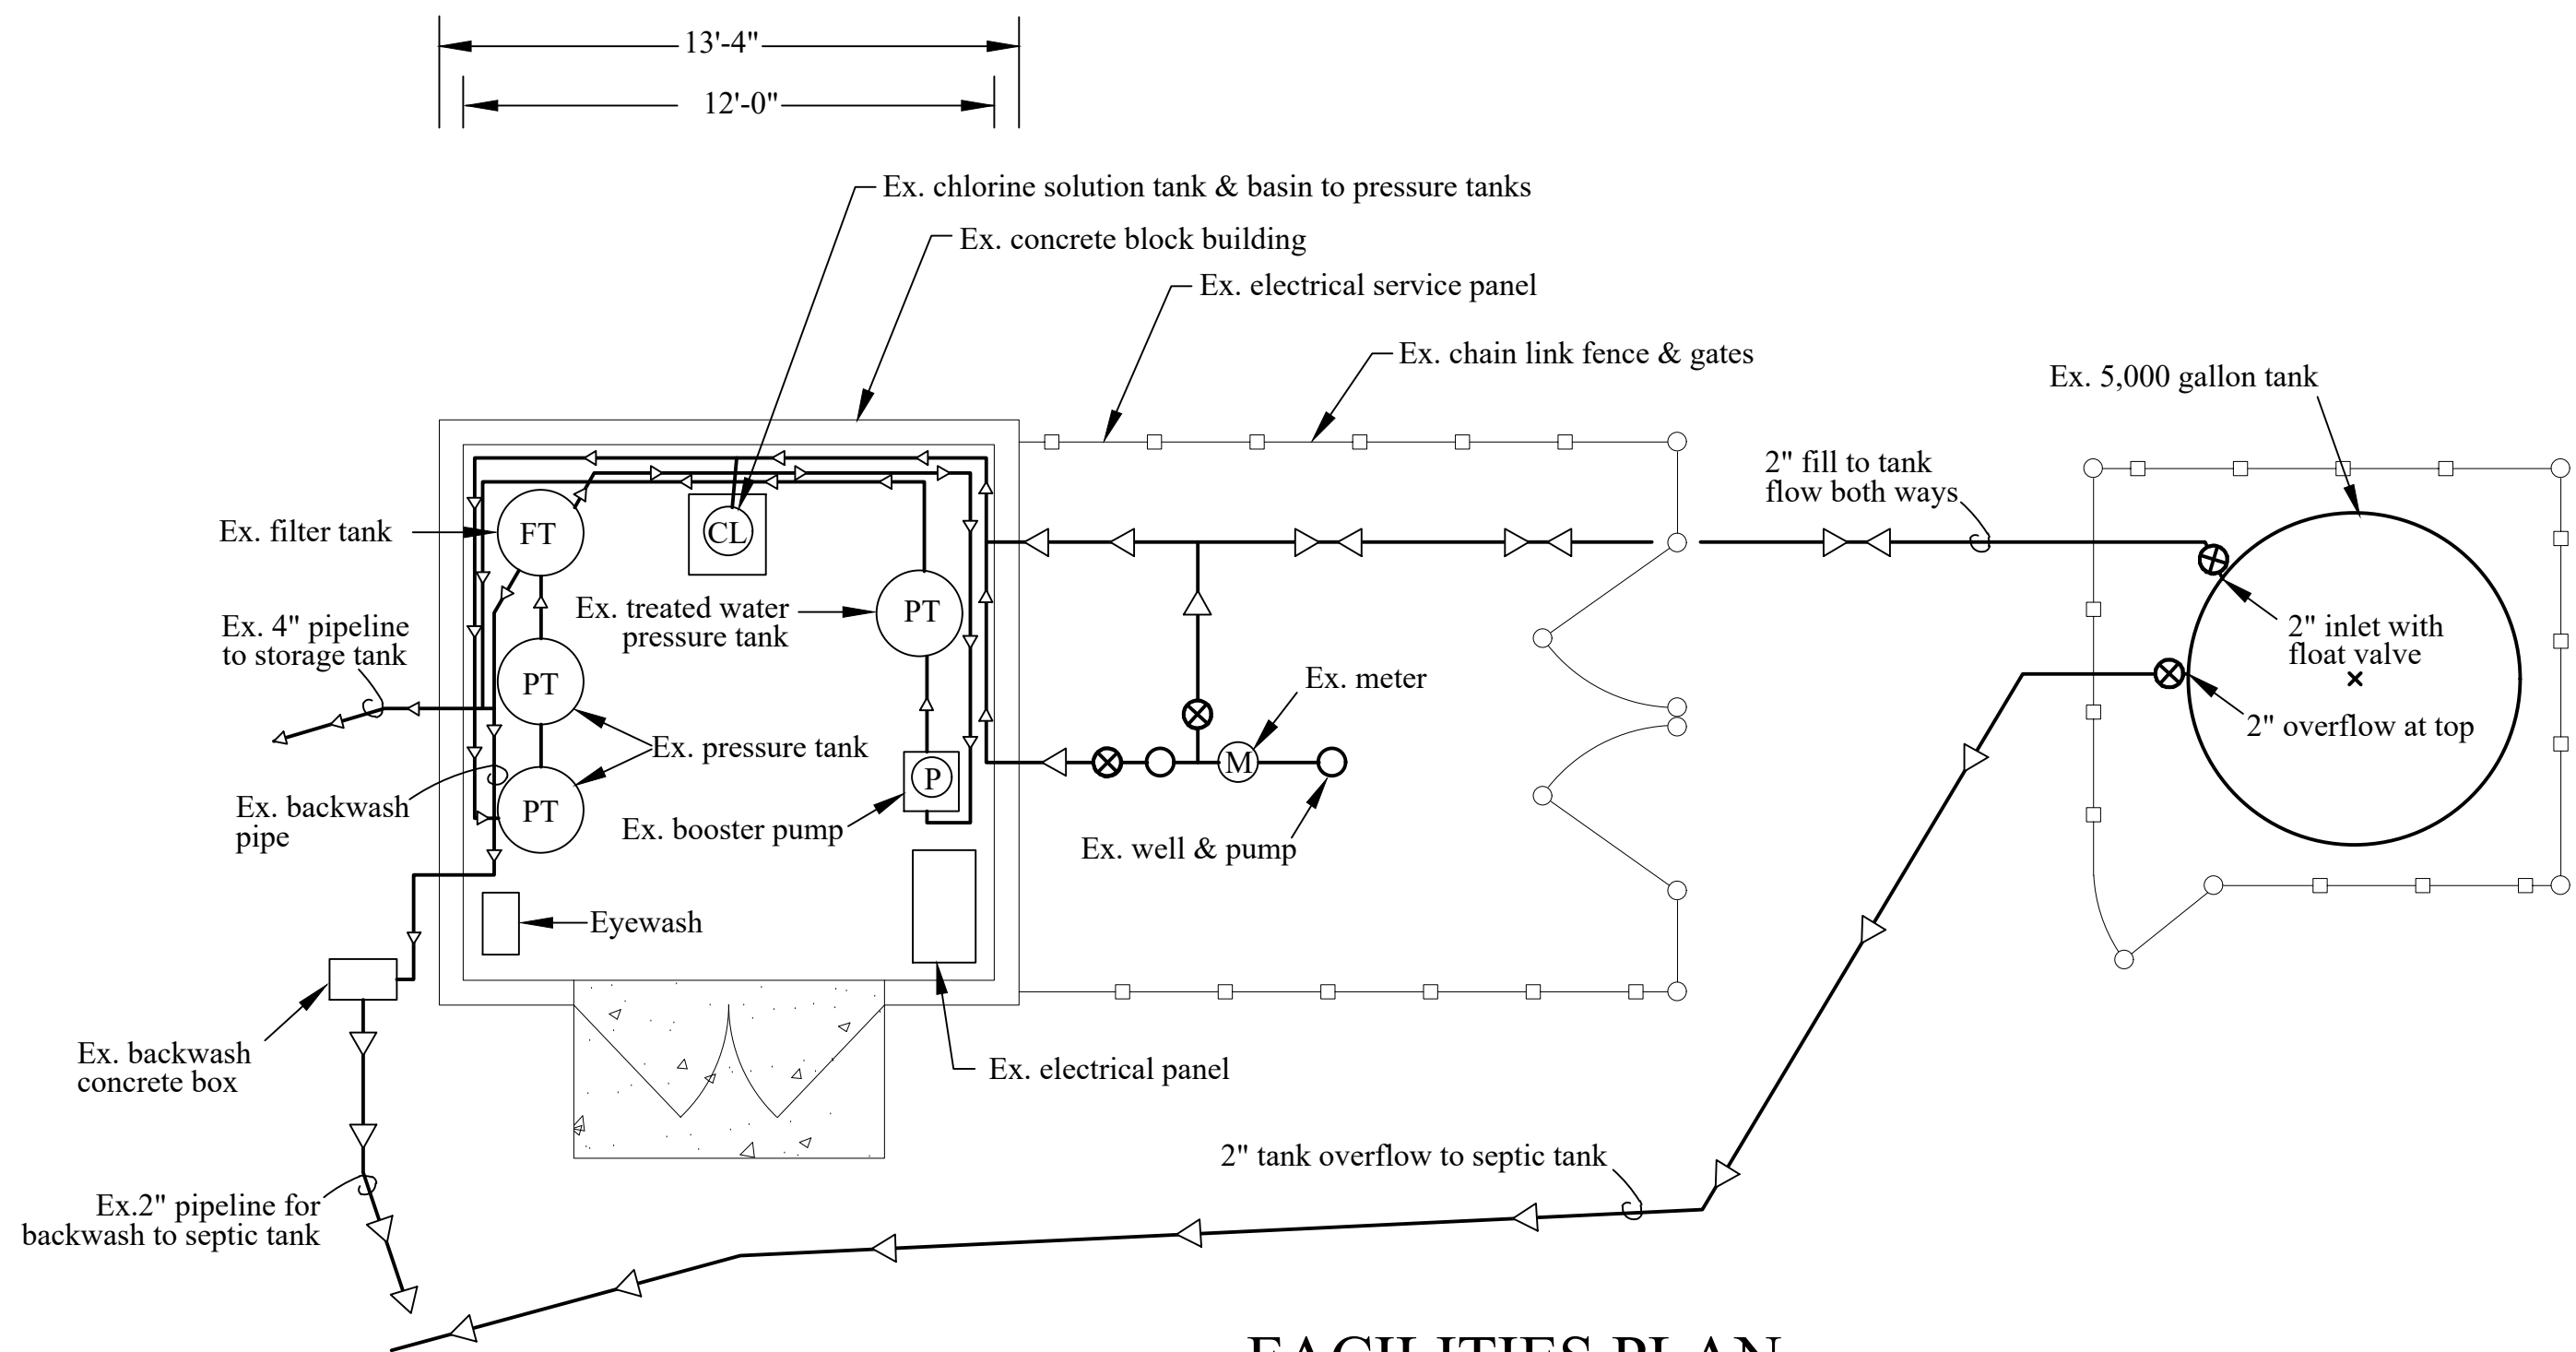 13'-4"
12'-0"
Ex. chlorine solution tank & basin to pressure tanks
Ex. concrete block building
Ex. electrical service panel
Ex. chain link fence & gates
Ex. 5,000 gallon tank
2" fill to tank
flow both ways
Ex. filter tank
FT
CL
Ex. treated water
pressure tank
PT
Ex. 4" pipeline
to storage tank
PT
2" inlet with
float valve
Ex. meter
2" overflow at top
Ex. pressure tank
M
P
Ex. backwash
pipe
PT
Ex. booster pump
Ex. well & pump
Eyewash
Ex. backwash
concrete box
Ex. electrical panel
2" tank overflow to septic tank
Ex.2" pipeline for
backwash to septic tank
FACILITIES PLAN